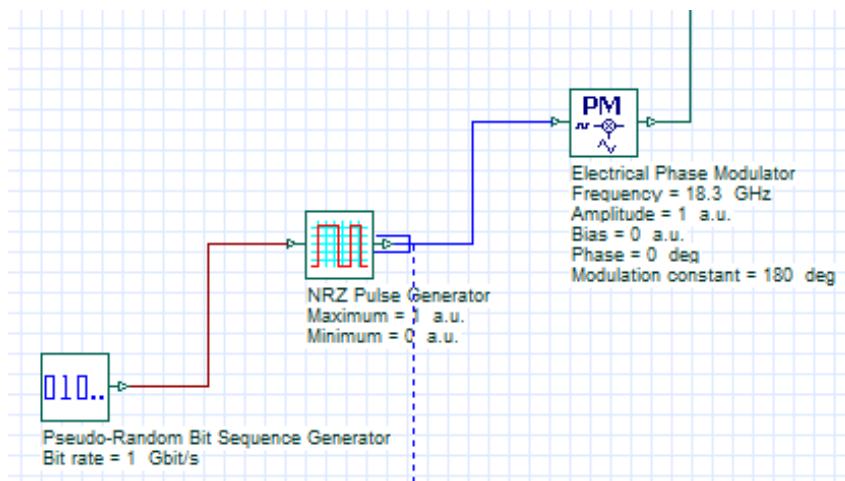 PM
Electrical Phase Modulator
Frequency = 18.3 GHz
Amplitude = 1 a.u.
Bias = 0 a.u.
Phase = 0 deg
Modulation constant = 180 deg
NRZ Pulse Generator
Maximum = 1 a.u.
Minimum = 0 a.u.
010..
Pseudo-Random Bit Sequence Generator
Bit rate = 1 Gbit/s